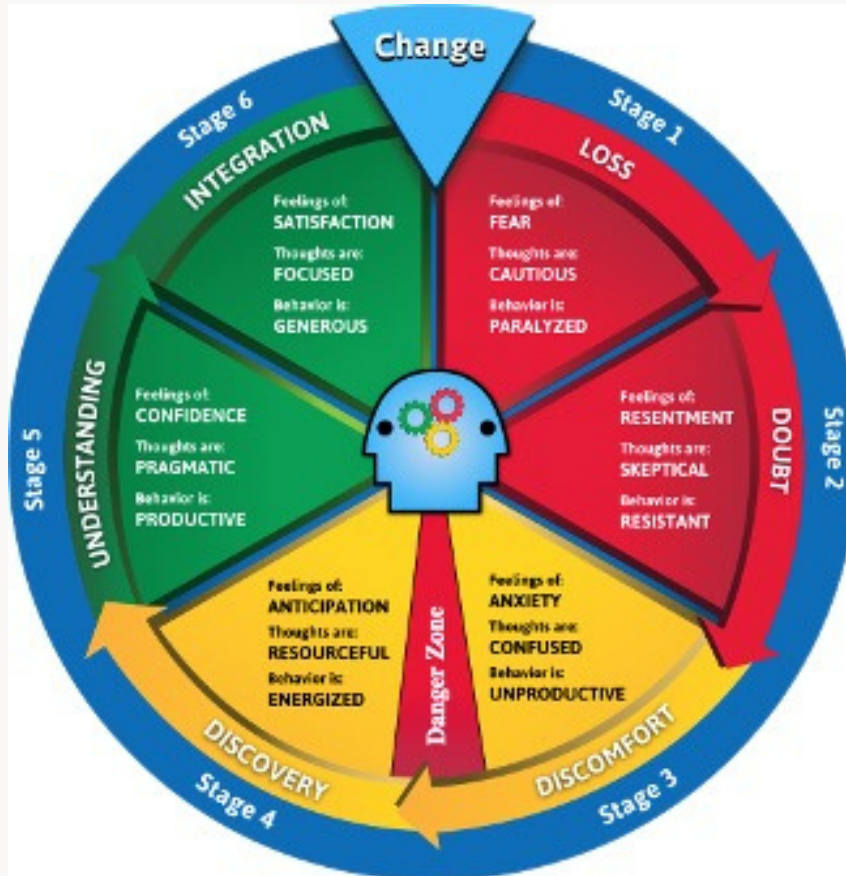 Change
Stage 1
LOSS
Feelings of:
FEAR
Thoughts are:
CAUTIOUS
Behavior is:
PARALYZED
Stage 2
DOUBT
Feelings of:
RESENTMENT
Thoughts are:
SKEPTICAL
Behavior is:
RESISTANT
Stage 3
DISCOMFORT
Feelings of:
ANXIETY
Thoughts are:
CONFUSED
Behavior is:
UNPRODUCTIVE
Danger Zone
Stage 4
DISCOVERY
Feelings of:
ANTICIPATION
Thoughts are:
RESOURCEFUL
Behavior is:
ENERGIZED
Stage 5
UNDERSTANDING
Feelings of:
CONFIDENCE
Thoughts are:
PRAGMATIC
Behavior is:
PRODUCTIVE
Stage 6
INTEGRATION
Feelings of:
SATISFACTION
Thoughts are:
FOCUSED
Behavior is:
GENEROUS